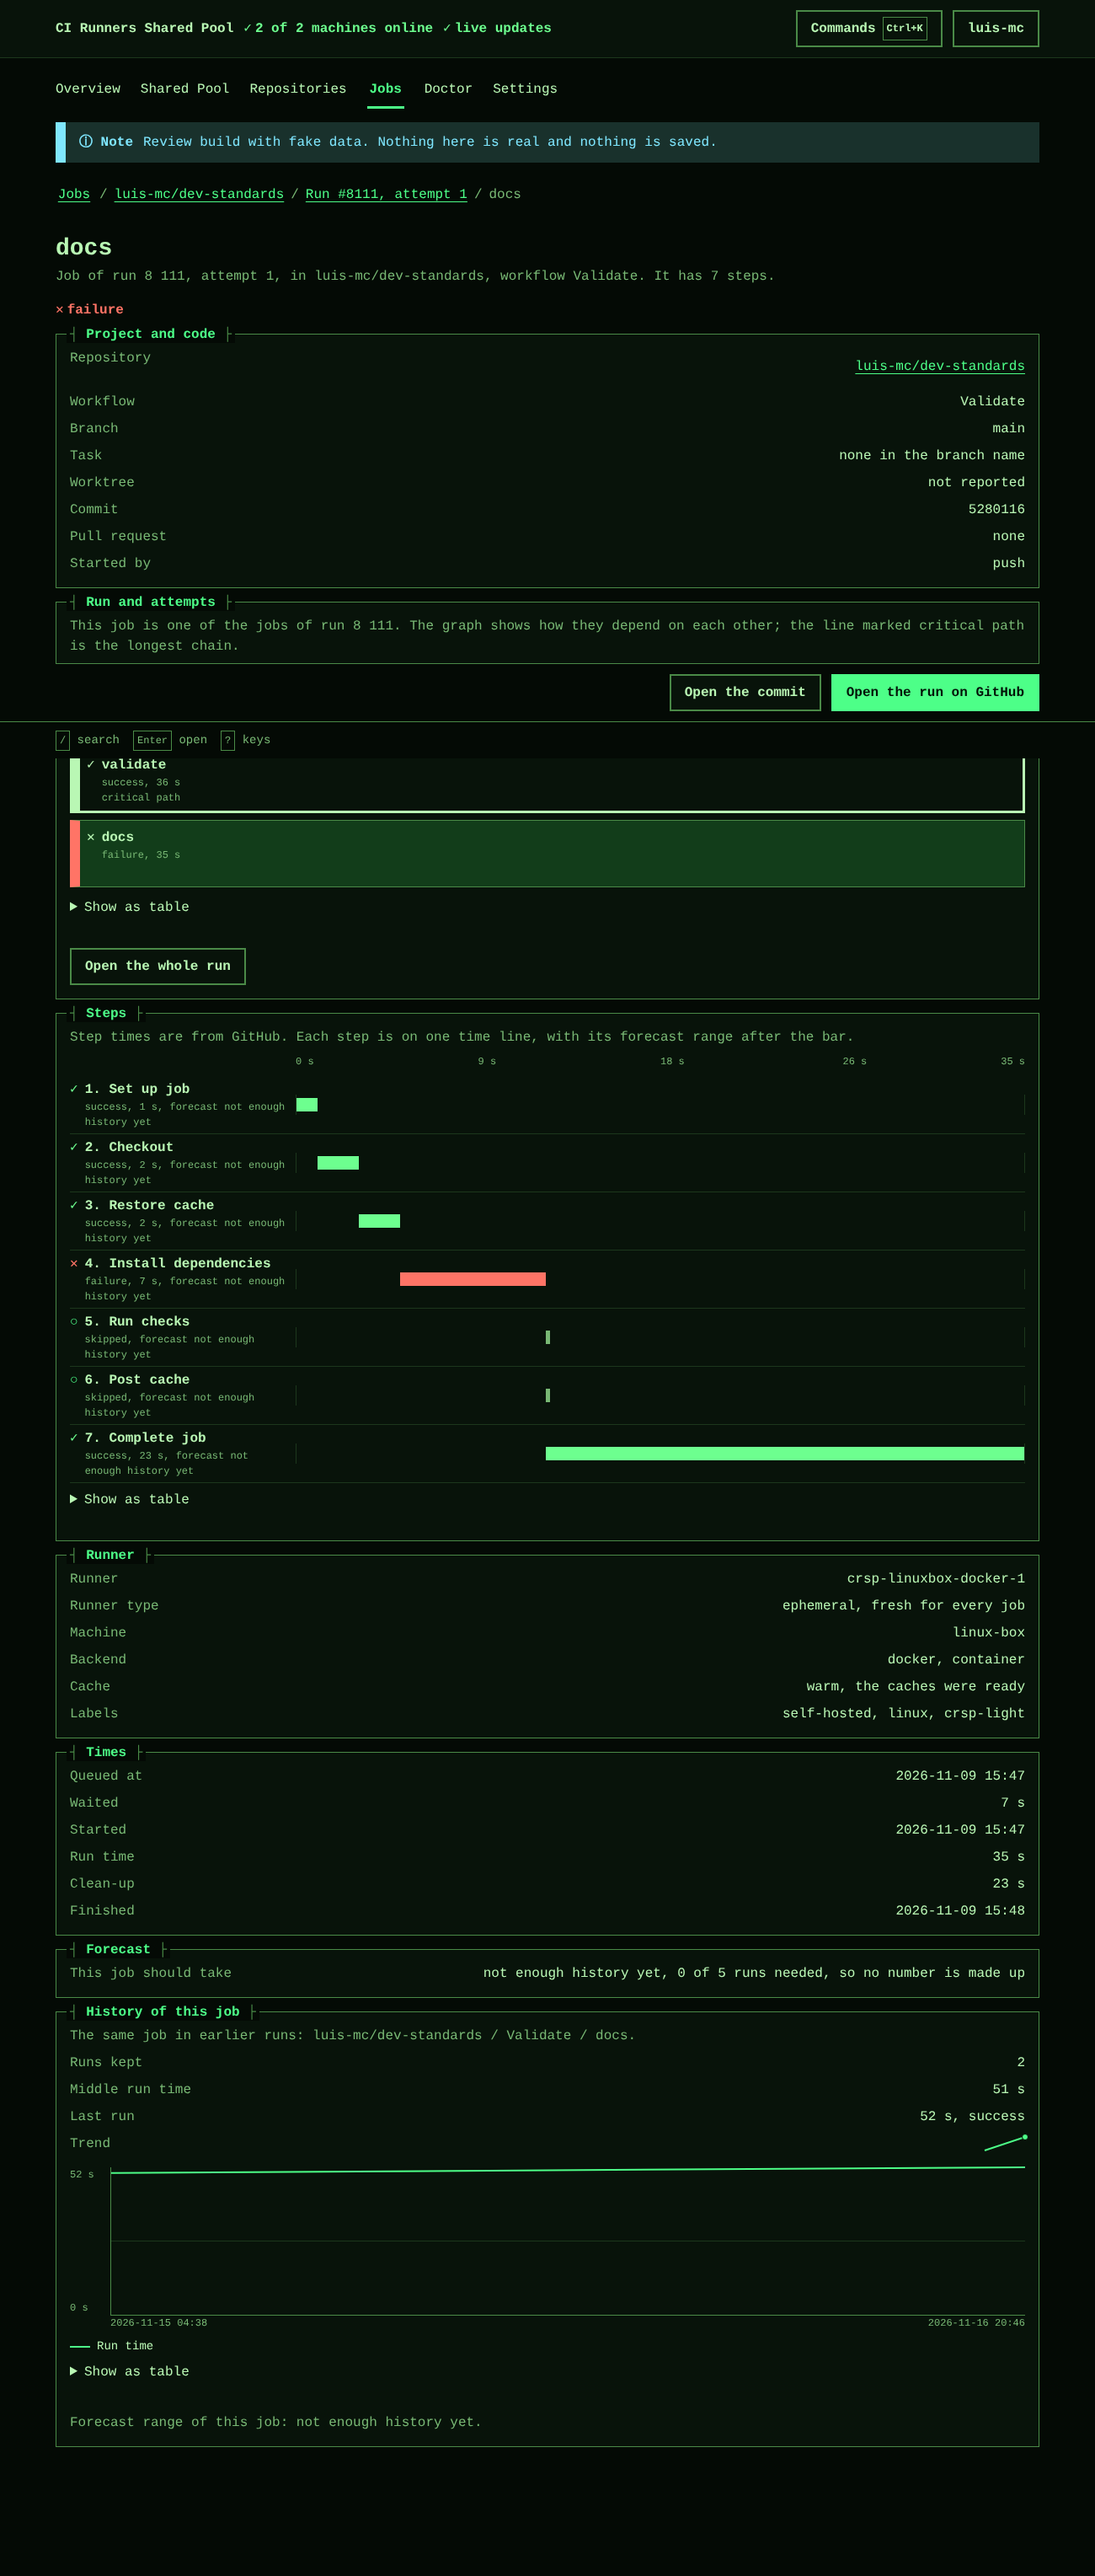 CI Runners Shared Pool ✓ 2 of 2 machines online ✓ live updates Commands Ctrl+K luis-mc
Overview Shared Pool Repositories Jobs Doctor Settings
ⓘ Note Review build with fake data. Nothing here is real and nothing is saved.
Jobs / luis-mc/dev-standards / Run #8111, attempt 1 / docs
docs
Job of run 8 111, attempt 1, in luis-mc/dev-standards, workflow Validate. It has 7 steps.
✕ failure
Project and code
Repository luis-mc/dev-standards
Workflow Validate
Branch main
Task none in the branch name
Worktree not reported
Commit 5280116
Pull request none
Started by push
Run and attempts
This job is one of the jobs of run 8 111. The graph shows how they depend on each other; the line marked critical path
is the longest chain.
Open the commit Open the run on GitHub
/ search Enter open ? keys
✓ validate
success, 36 s
critical path
✕ docs
failure, 35 s
▶ Show as table
Open the whole run
Steps
Step times are from GitHub. Each step is on one time line, with its forecast range after the bar.
0 s 9 s 18 s 26 s 35 s
✓ 1. Set up job
success, 1 s, forecast not enough
history yet
✓ 2. Checkout
success, 2 s, forecast not enough
history yet
✓ 3. Restore cache
success, 2 s, forecast not enough
history yet
✕ 4. Install dependencies
failure, 7 s, forecast not enough
history yet
○ 5. Run checks
skipped, forecast not enough
history yet
○ 6. Post cache
skipped, forecast not enough
history yet
✓ 7. Complete job
success, 23 s, forecast not
enough history yet
▶ Show as table
Runner
Runner crsp-linuxbox-docker-1
Runner type ephemeral, fresh for every job
Machine linux-box
Backend docker, container
Cache warm, the caches were ready
Labels self-hosted, linux, crsp-light
Times
Queued at 2026-11-09 15:47
Waited 7 s
Started 2026-11-09 15:47
Run time 35 s
Clean-up 23 s
Finished 2026-11-09 15:48
Forecast
This job should take not enough history yet, 0 of 5 runs needed, so no number is made up
History of this job
The same job in earlier runs: luis-mc/dev-standards / Validate / docs.
Runs kept 2
Middle run time 51 s
Last run 52 s, success
Trend
52 s
0 s
2026-11-15 04:38 2026-11-16 20:46
Run time
▶ Show as table
Forecast range of this job: not enough history yet.